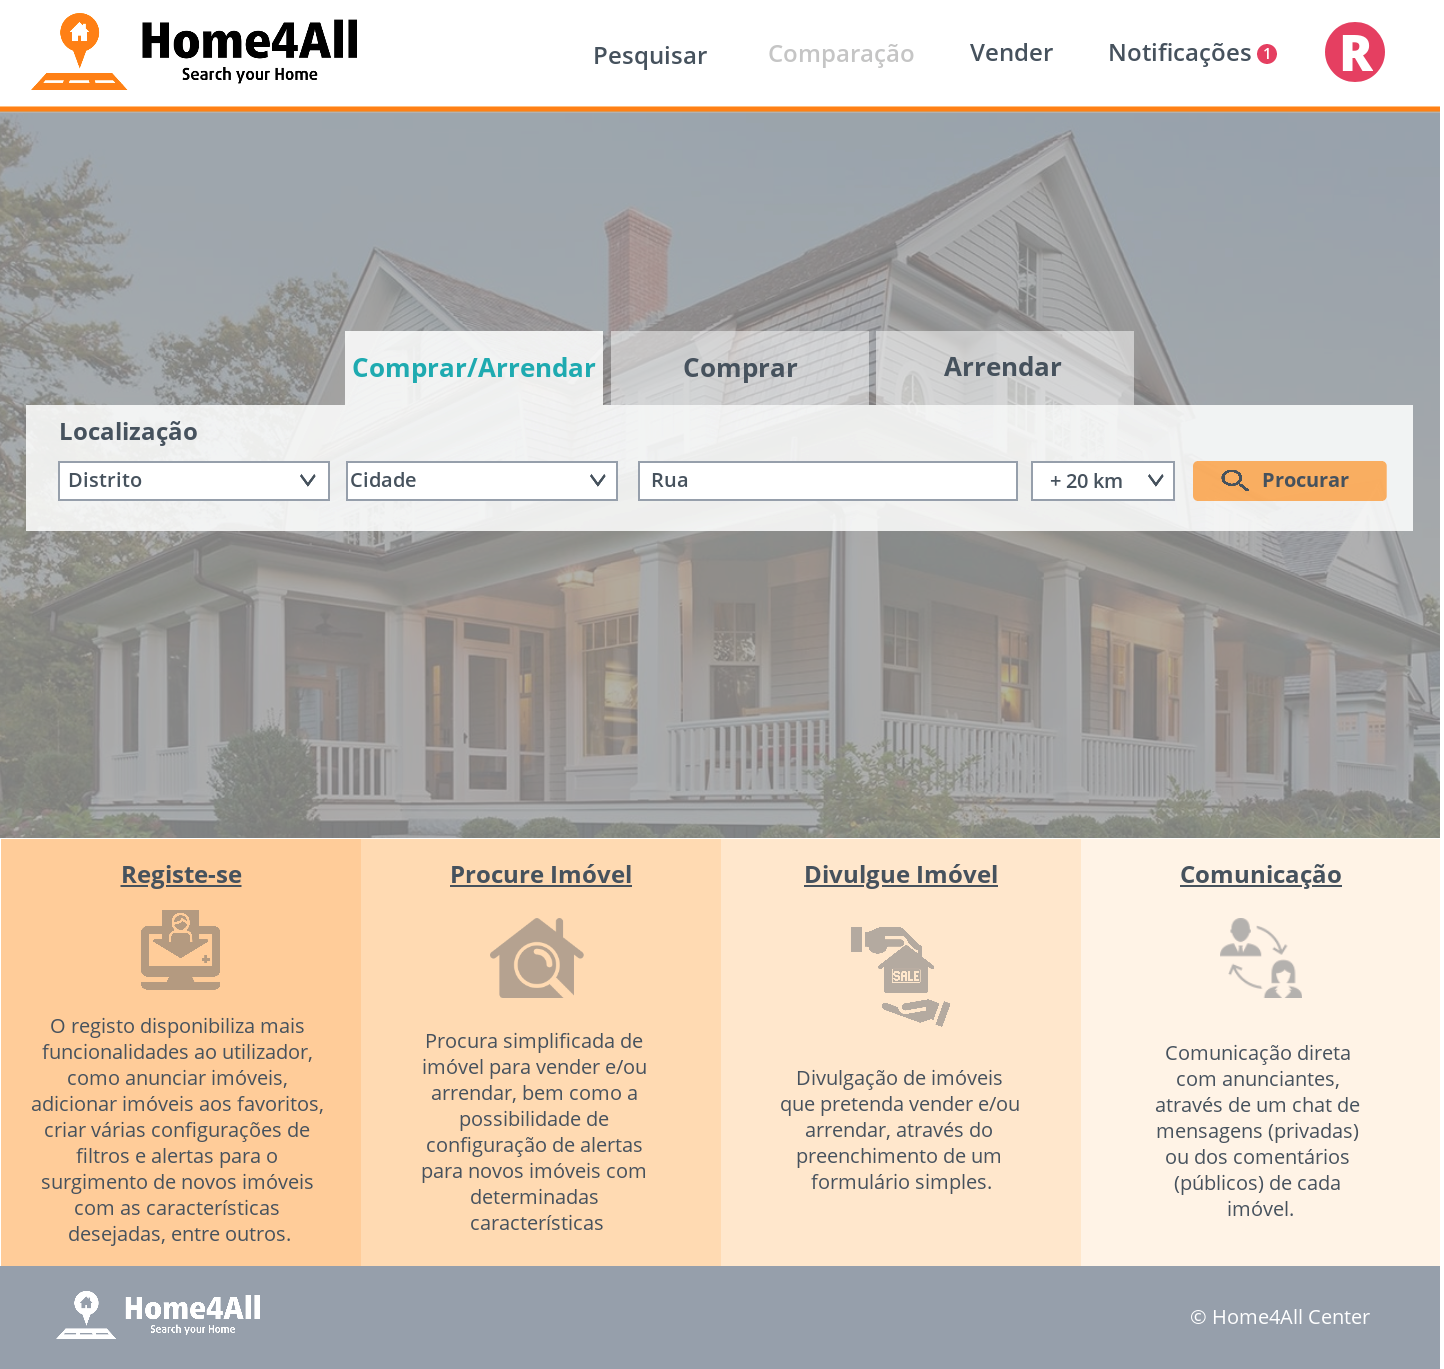 Home4All
Search your Home
Pesquisar
Comparação
Vender
Notificações 1
R
Comprar/Arrendar
Comprar
Arrendar
Localização
Distrito
Cidade
Rua
+ 20 km
Procurar
Registe-se
O registo disponibiliza mais
funcionalidades ao utilizador,
como anunciar imóveis,
adicionar imóveis aos favoritos,
criar várias configurações de
filtros e alertas para o
surgimento de novos imóveis
com as características
desejadas, entre outros.
Procure Imóvel
Procura simplificada de
imóvel para vender e/ou
arrendar, bem como a
possibilidade de
configuração de alertas
para novos imóveis com
determinadas
características
Divulgue Imóvel
SALE
Divulgação de imóveis
que pretenda vender e/ou
arrendar, através do
preenchimento de um
formulário simples.
Comunicação
Comunicação direta
com anunciantes,
através de um chat de
mensagens (privadas)
ou dos comentários
(públicos) de cada
imóvel.
Home4All
Search your Home
© Home4All Center